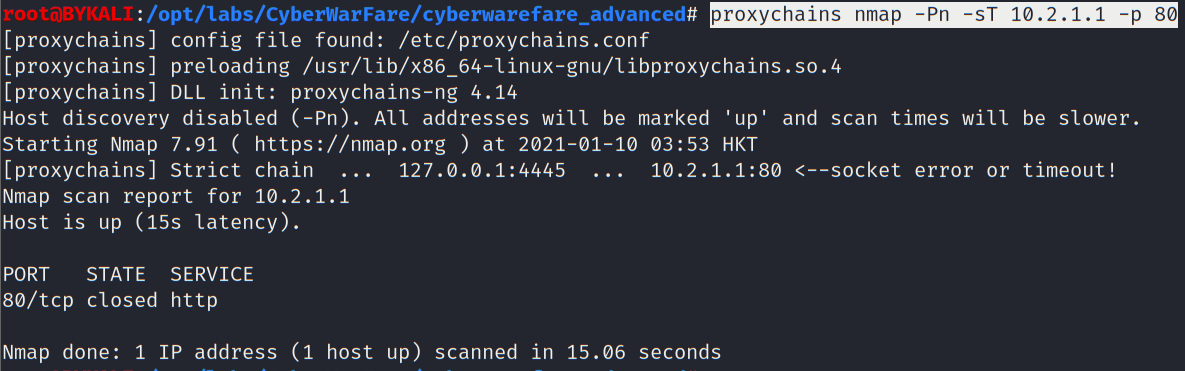 root@BYKALI:/opt/labs/CyberWarFare/cyberwarefare_advanced# proxychains nmap -Pn -sT 10.2.1.1 -p 80
[proxychains] config file found: /etc/proxychains.conf
[proxychains] preloading /usr/lib/x86_64-linux-gnu/libproxychains.so.4
[proxychains] DLL init: proxychains-ng 4.14
Host discovery disabled (-Pn). All addresses will be marked 'up' and scan times will be slower.
Starting Nmap 7.91 ( https://nmap.org ) at 2021-01-10 03:53 HKT
[proxychains] Strict chain  ...  127.0.0.1:4445  ...  10.2.1.1:80 <--socket error or timeout!
Nmap scan report for 10.2.1.1
Host is up (15s latency).
PORT   STATE  SERVICE
80/tcp closed http
Nmap done: 1 IP address (1 host up) scanned in 15.06 seconds